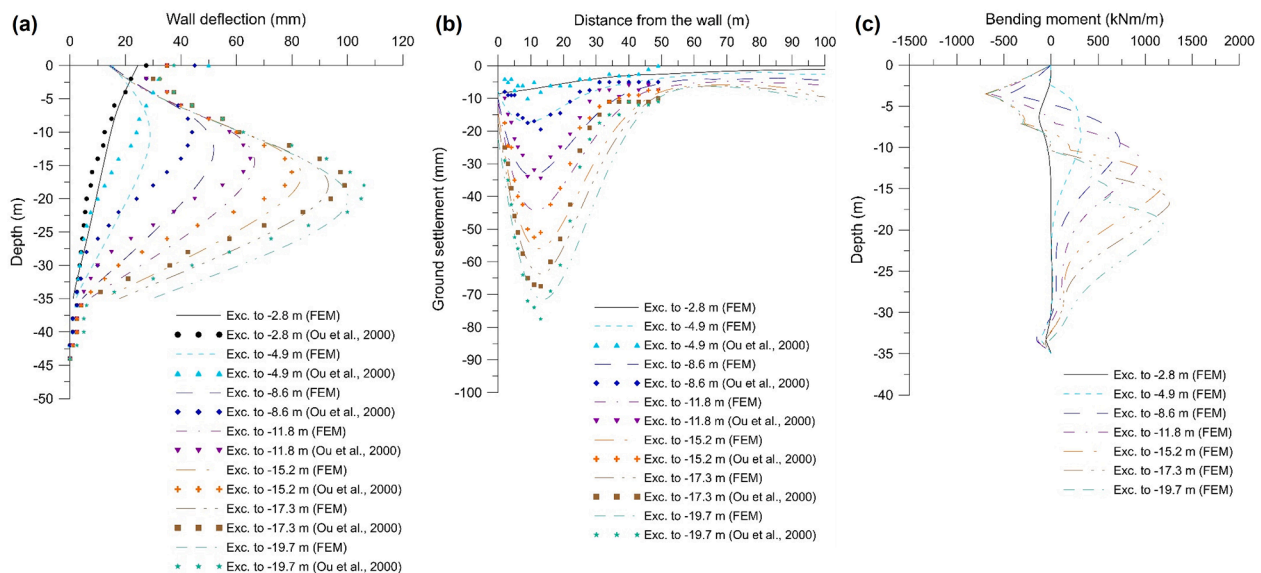 (a)
Wall deflection (mm)
0 20 40 60 80 100 120
0
-5
-10
-15
-20
-25
-30
-35
-40
-45
-50
Depth (m)
Exc. to -2.8 m (FEM)
Exc. to -2.8 m (Ou et al., 2000)
Exc. to -4.9 m (FEM)
Exc. to -4.9 m (Ou et al., 2000)
Exc. to -8.6 m (FEM)
Exc. to -8.6 m (Ou et al., 2000)
Exc. to -11.8 m (FEM)
Exc. to -11.8 m (Ou et al., 2000)
Exc. to -15.2 m (FEM)
Exc. to -15.2 m (Ou et al., 2000)
Exc. to -17.3 m (FEM)
Exc. to -17.3 m (Ou et al., 2000)
Exc. to -19.7 m (FEM)
Exc. to -19.7 m (Ou et al., 2000)
(b)
Distance from the wall (m)
0 10 20 30 40 50 60 70 80 90 100
0
-10
-20
-30
-40
-50
-60
-70
-80
-90
-100
Ground settlement (mm)
Exc. to -2.8 m (FEM)
Exc. to -4.9 m (FEM)
Exc. to -4.9 m (Ou et al., 2000)
Exc. to -8.6 m (FEM)
Exc. to -8.6 m (Ou et al., 2000)
Exc. to -11.8 m (FEM)
Exc. to -11.8 m (Ou et al., 2000)
Exc. to -15.2 m (FEM)
Exc. to -15.2 m (Ou et al., 2000)
Exc. to -17.3 m (FEM)
Exc. to -17.3 m (Ou et al., 2000)
Exc. to -19.7 m (FEM)
Exc. to -19.7 m (Ou et al., 2000)
(c)
Bending moment (kNm/m)
-1500 -1000 -500 0 500 1000 1500 2000
0
-5
-10
-15
-20
-25
-30
-35
-40
Depth (m)
Exc. to -2.8 m (FEM)
Exc. to -4.9 m (FEM)
Exc. to -8.6 m (FEM)
Exc. to -11.8 m (FEM)
Exc. to -15.2 m (FEM)
Exc. to -17.3 m (FEM)
Exc. to -19.7 m (FEM)